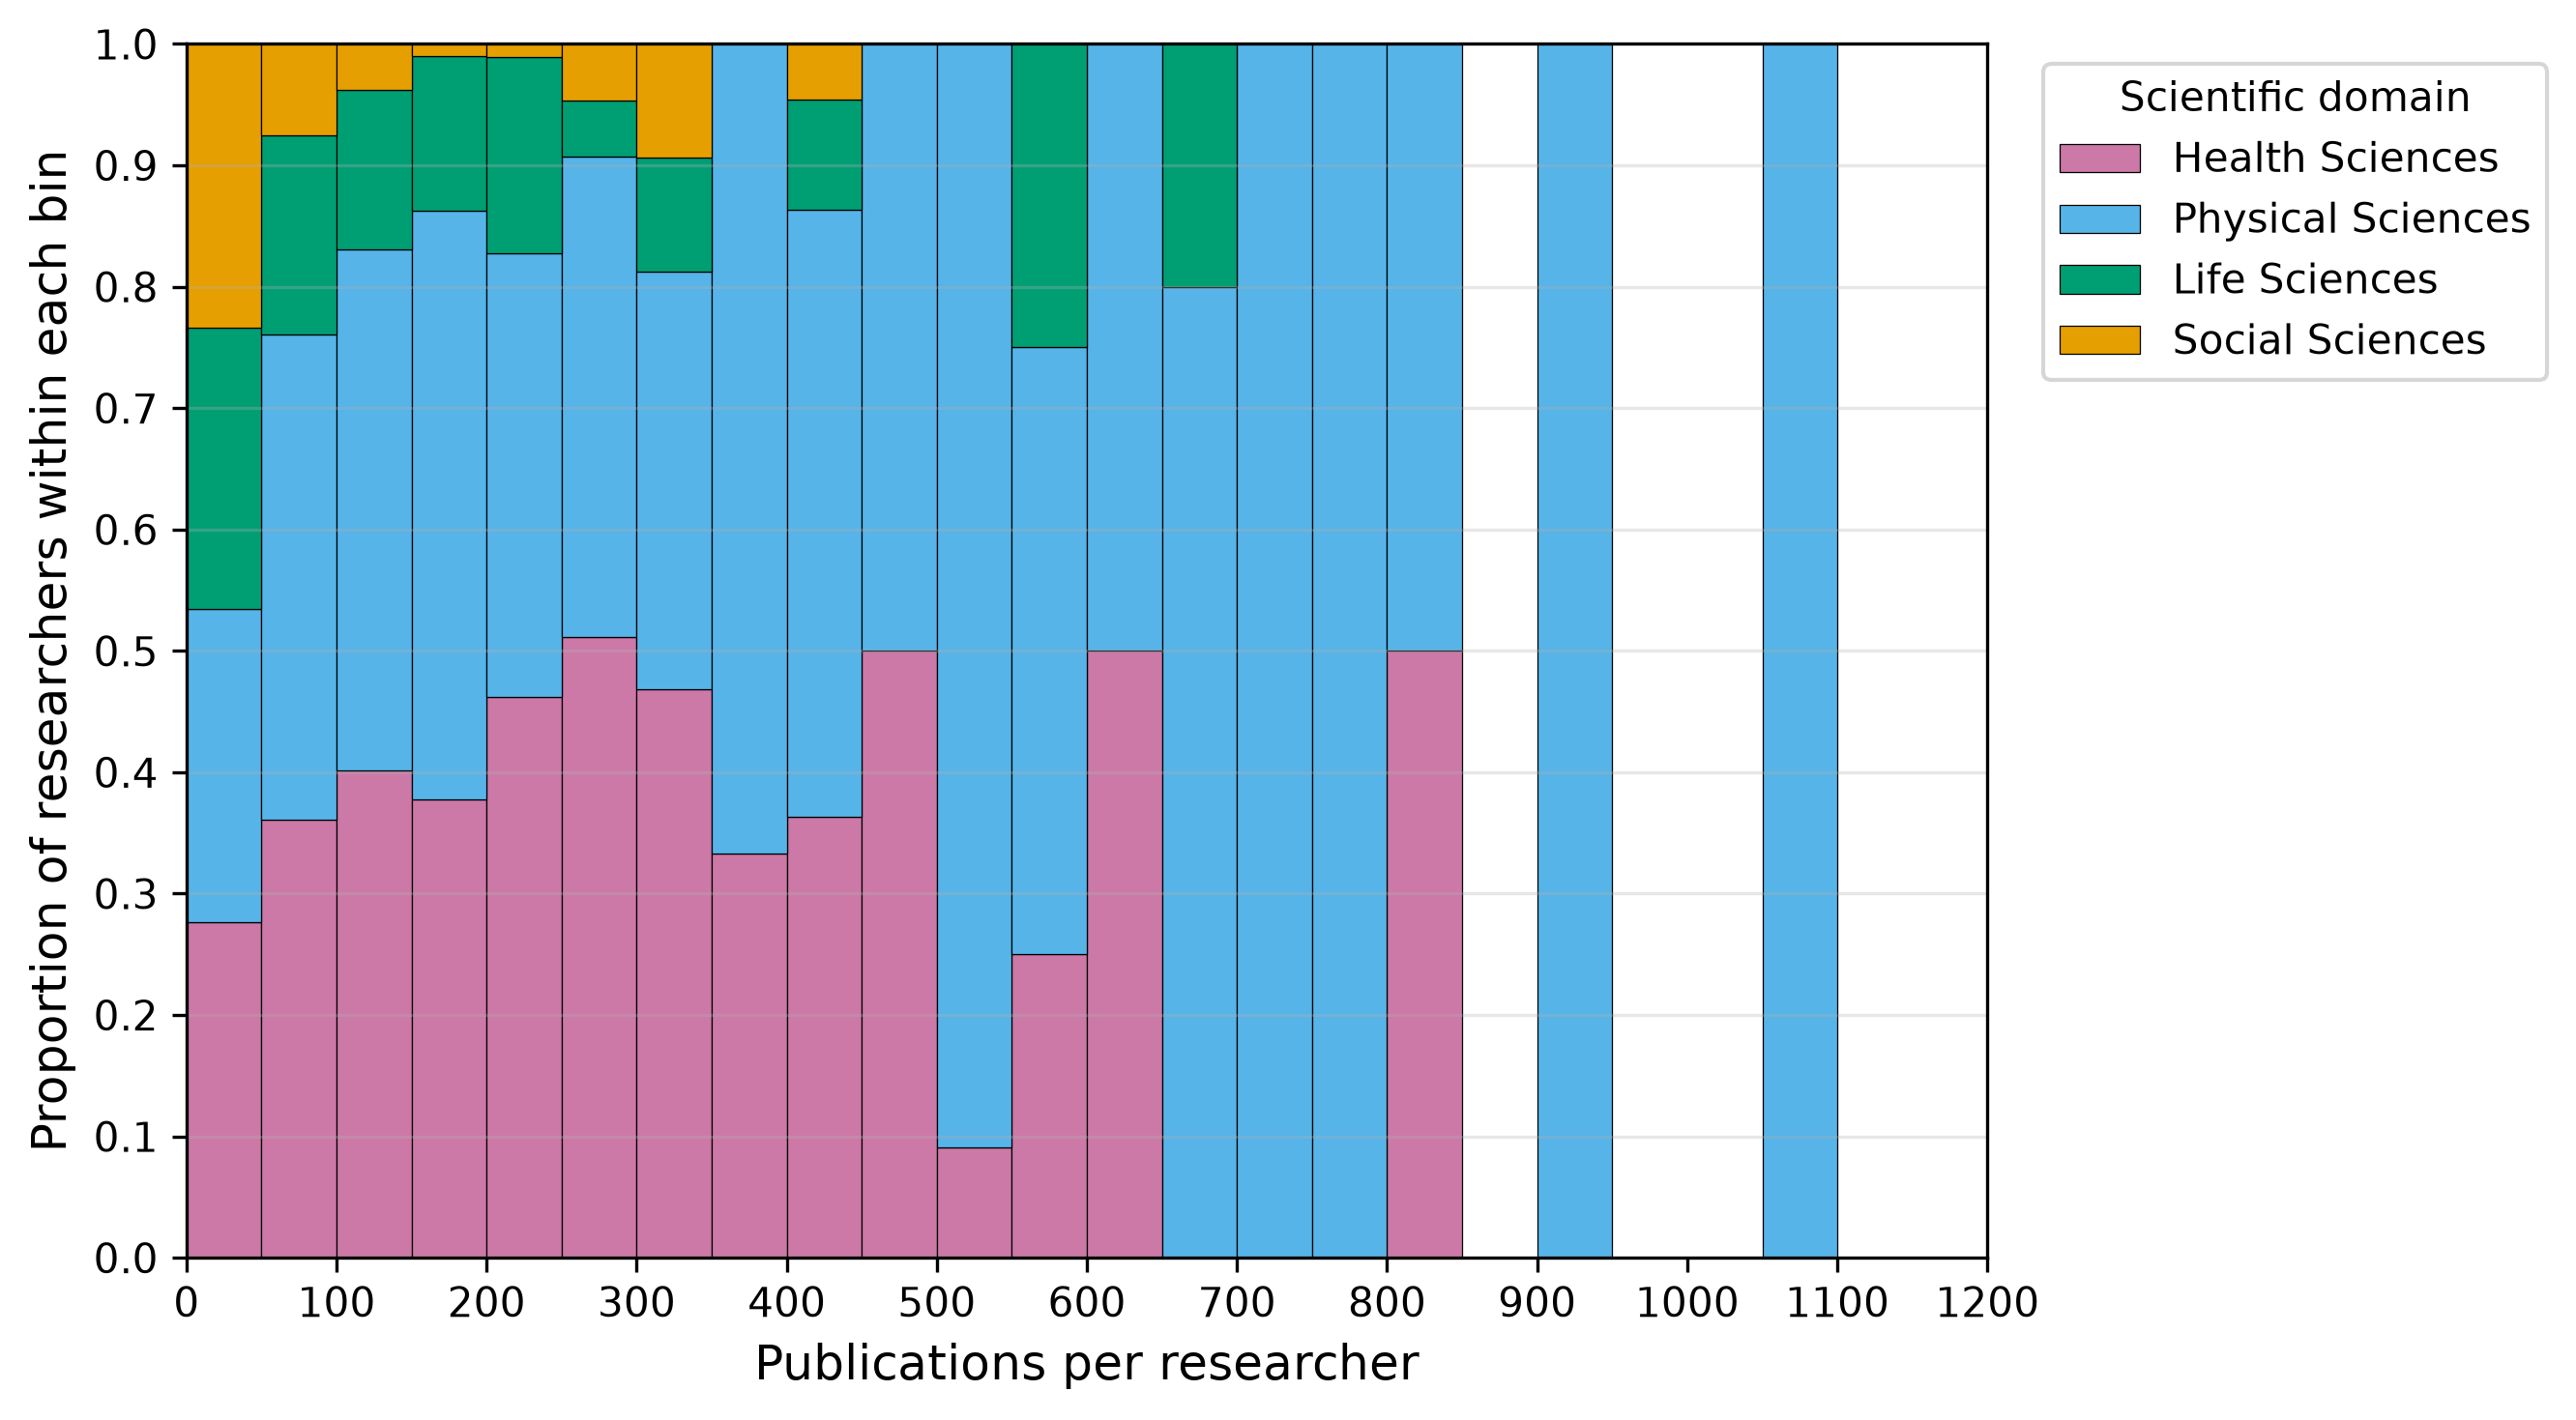 Proportion of researchers within each bin
1.0
0.9
0.8
0.7
0.6
0.5
0.4
0.3
0.2
0.1
0.0
0 100 200 300 400 500 600 700 800 900 1000 1100 1200
Publications per researcher
Scientific domain
Health Sciences
Physical Sciences
Life Sciences
Social Sciences